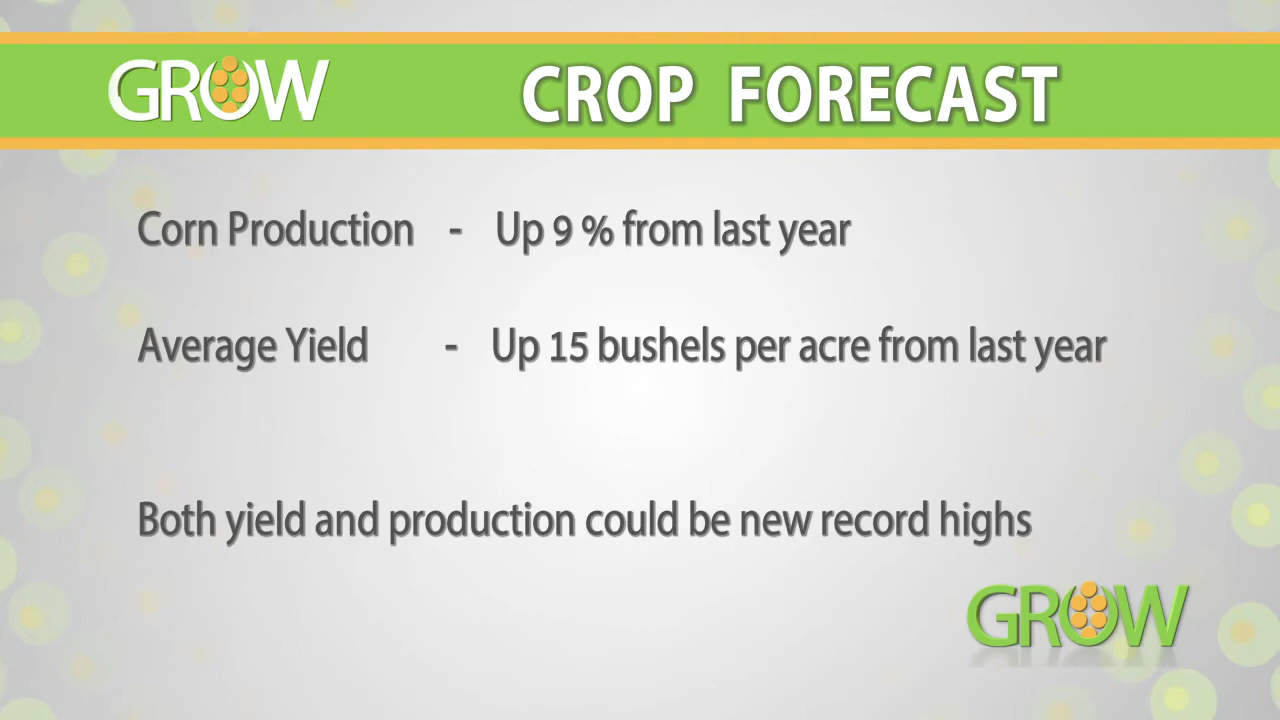 GROW CROP FORECAST
Corn Production - Up 9 % from last year
Average Yield - Up 15 bushels per acre from last year
Both yield and production could be new record highs
GROW